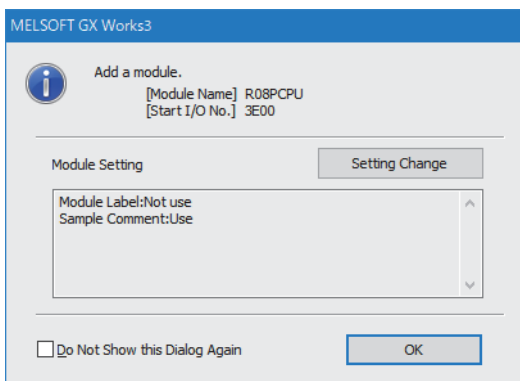 MELSOFT GX Works3
Add a module.
[Module Name] R08PCPU
[Start I/O No.] 3E00
Module Setting
Setting Change
Module Label:Not use
Sample Comment:Use
Do Not Show this Dialog Again
OK